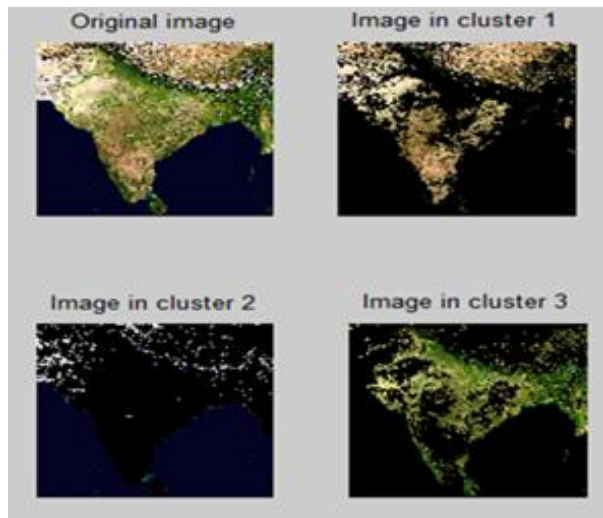 Original image
Image in cluster 1
Image in cluster 2
Image in cluster 3